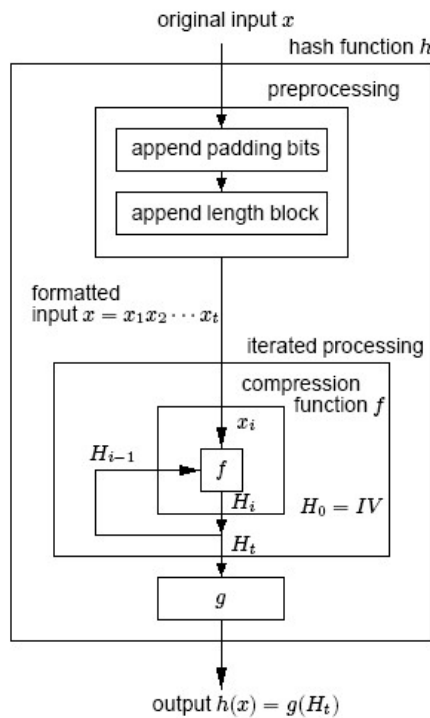 original input x
hash function h
preprocessing
append padding bits
append length block
formatted
input x = x₁x₂ ⋯ xₜ
iterated processing
compression
function f
xᵢ
Hᵢ₋₁
f
Hᵢ
H₀ = IV
Hₜ
g
output h(x) = g(Hₜ)